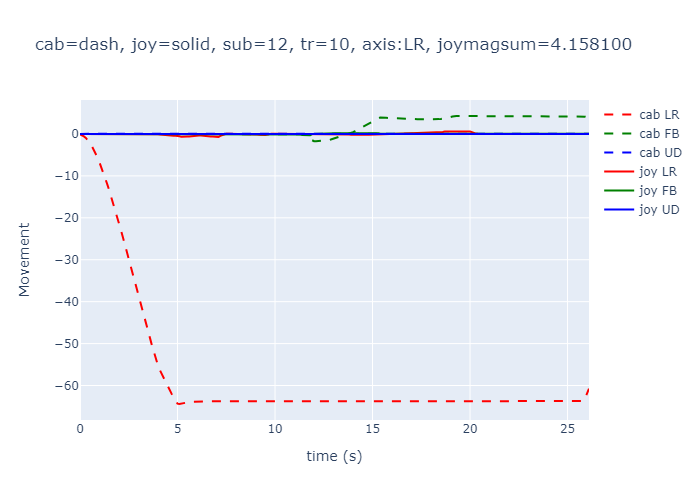 cab=dash, joy=solid, sub=12, tr=10, axis:LR, joymagsum=4.158100
cab LR
cab FB
cab UD
joy LR
joy FB
joy UD
Movement
0
−10
−20
−30
−40
−50
−60
0
5
10
15
20
25
time (s)